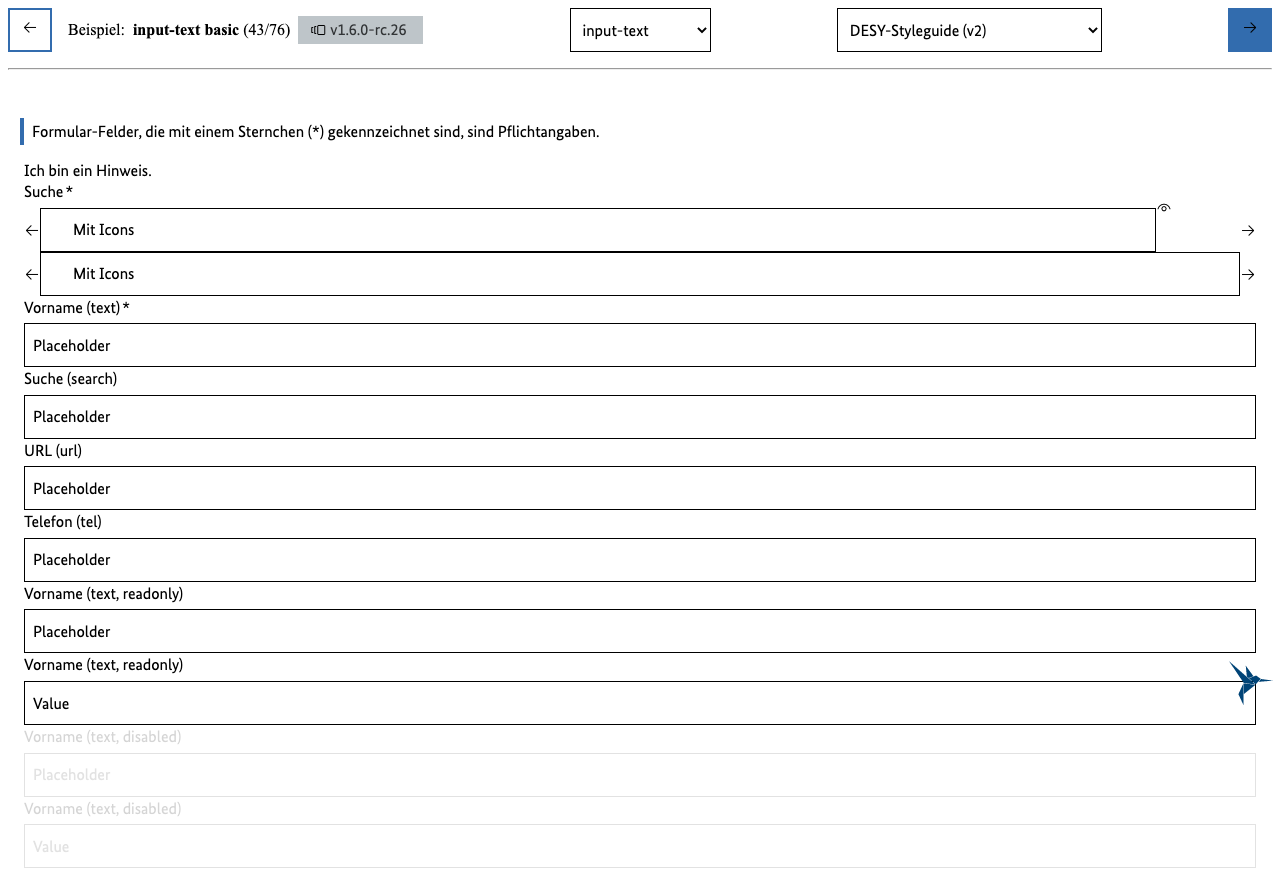 Beispiel: input-text basic (43/76) v1.6.0-rc.26 input-text DESY-Styleguide (v2)
Formular-Felder, die mit einem Sternchen (*) gekennzeichnet sind, sind Pflichtangaben.
Ich bin ein Hinweis.
Suche *
Mit Icons
Mit Icons
Vorname (text) *
Placeholder
Suche (search)
Placeholder
URL (url)
Placeholder
Telefon (tel)
Placeholder
Vorname (text, readonly)
Placeholder
Vorname (text, readonly)
Value
Vorname (text, disabled)
Placeholder
Vorname (text, disabled)
Value